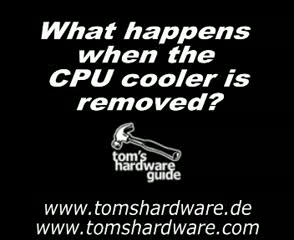 What happens
when the
CPU cooler is
removed?
tom's
hardware
guide
www.tomshardware.de
www.tomshardware.com